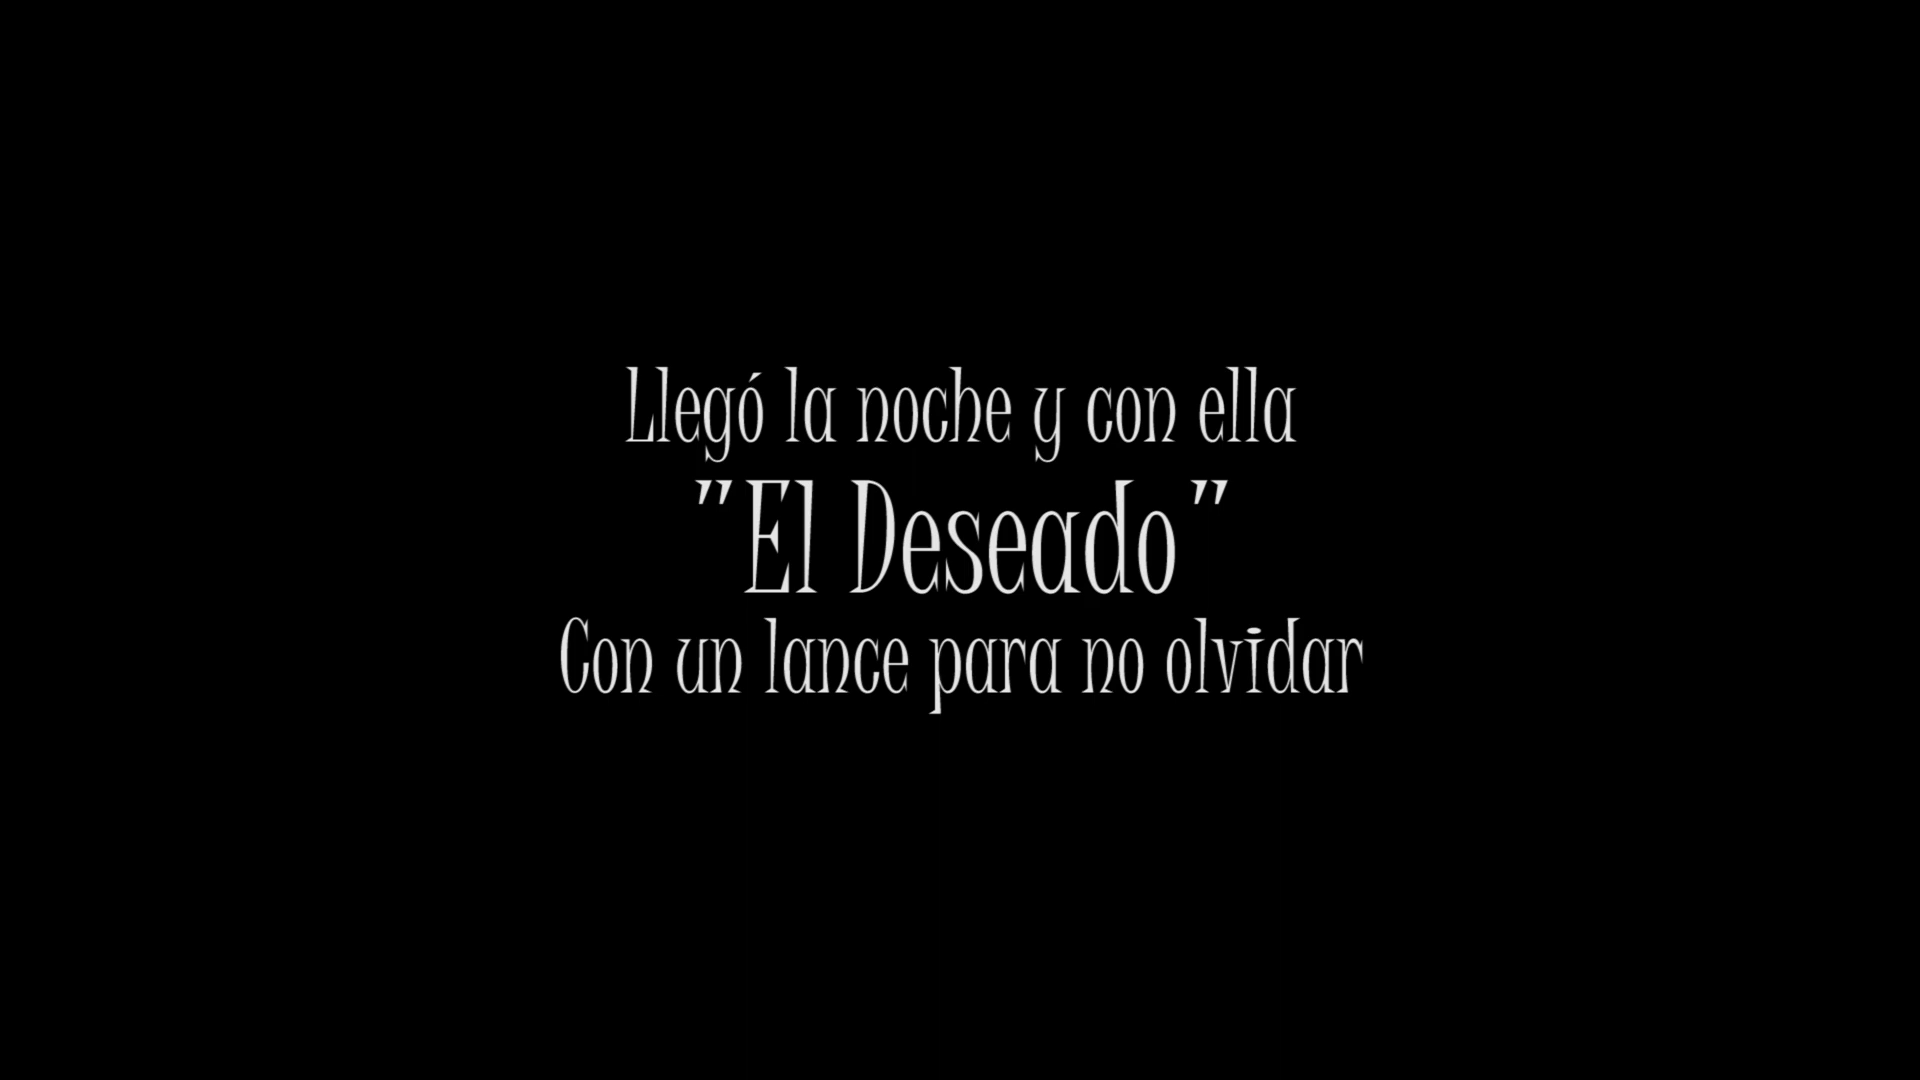 Llegó la noche y con ella
"El Deseado"
Con un lance para no olvidar